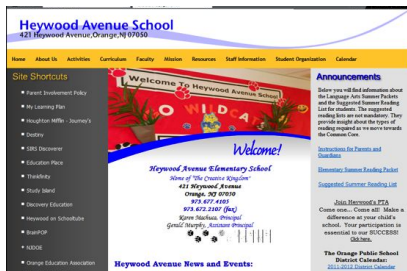 Heywood Avenue School
421 Heywood Avenue,Orange,NJ 07050
Home About Us Activities Curriculum Faculty Mission Resources Staff Information Student Organization Calendar
Site Shortcuts
Parent Involvement Policy
My Learning Plan
Houghton Mifflin - Journey's
Destiny
SIRS Discoverer
Education Place
Thinkfinity
Study Island
Discovery Education
Heywood on Schooltube
BrainPOP
NJDOE
Orange Education Association
Welcome To Heywood Avenue School
GO WILDCA
Welcome!
Heywood Avenue Elementary School
Home of "The Creative Kingdom"
421 Heywood Avenue
Orange, NJ 07050
973.677.4105
973.672.2107 (fax)
Karen Machuca, Principal
Gerald Murphy, Assistant Principal
Heywood Avenue News and Events:
Announcements
Below you will find information about
the Language Arts Summer Packets
and the Suggested Summer Reading
List for students. The suggested
reading lists are not mandatory. They
provide insight about the types of
reading required as we move towards
the Common Core.
Instructions for Parents and
Guardians
Elementary Summer Reading Packet
Suggested Summer Reading List
Join Heywood's PTA
Come one... Come all! Make a
difference at your child's
school. Your participation is
essential to our SUCCESS!
Click here.
The Orange Public School
District Calendar:
2011-2012 District Calendar